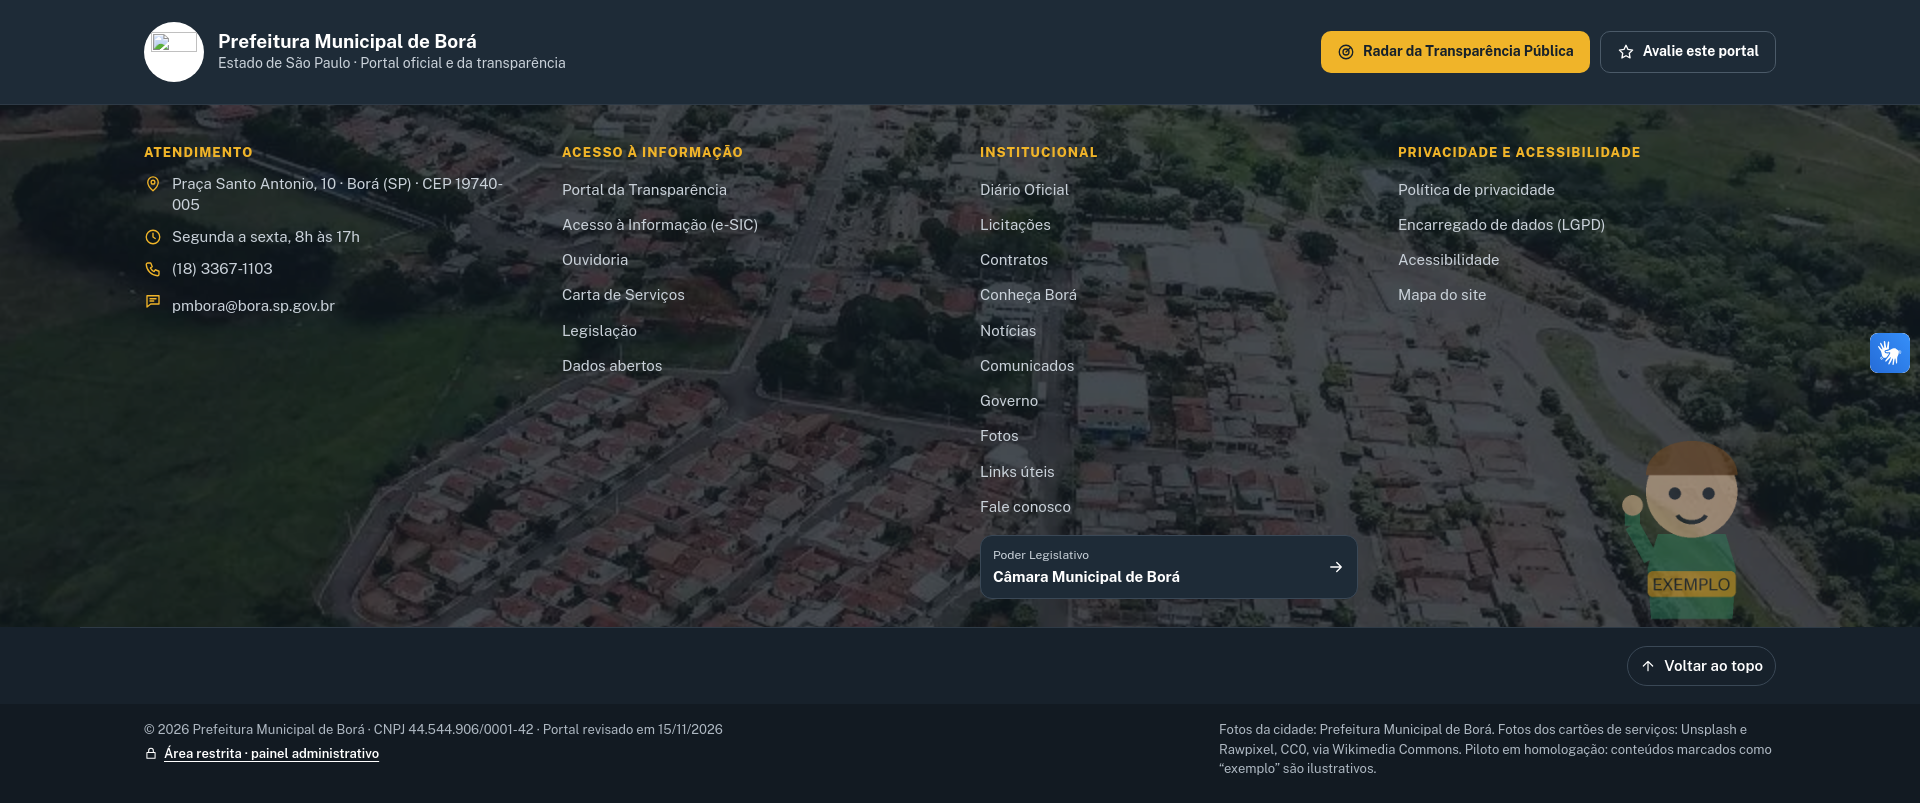 Prefeitura Municipal de Borá
Estado de São Paulo · Portal oficial e da transparência
Radar da Transparência Pública
Avalie este portal
ATENDIMENTO
Praça Santo Antonio, 10 · Borá (SP) · CEP 19740-
005
Segunda a sexta, 8h às 17h
(18) 3367-1103
pmbora@bora.sp.gov.br
ACESSO À INFORMAÇÃO
Portal da Transparência
Acesso à Informação (e-SIC)
Ouvidoria
Carta de Serviços
Legislação
Dados abertos
INSTITUCIONAL
Diário Oficial
Licitações
Contratos
Conheça Borá
Notícias
Comunicados
Governo
Fotos
Links úteis
Fale conosco
Poder Legislativo
Câmara Municipal de Borá
PRIVACIDADE E ACESSIBILIDADE
Política de privacidade
Encarregado de dados (LGPD)
Acessibilidade
Mapa do site
EXEMPLO
Voltar ao topo
© 2026 Prefeitura Municipal de Borá · CNPJ 44.544.906/0001-42 · Portal revisado em 15/11/2026
Área restrita · painel administrativo
Fotos da cidade: Prefeitura Municipal de Borá. Fotos dos cartões de serviços: Unsplash e
Rawpixel, CC0, via Wikimedia Commons. Piloto em homologação: conteúdos marcados como
“exemplo” são ilustrativos.